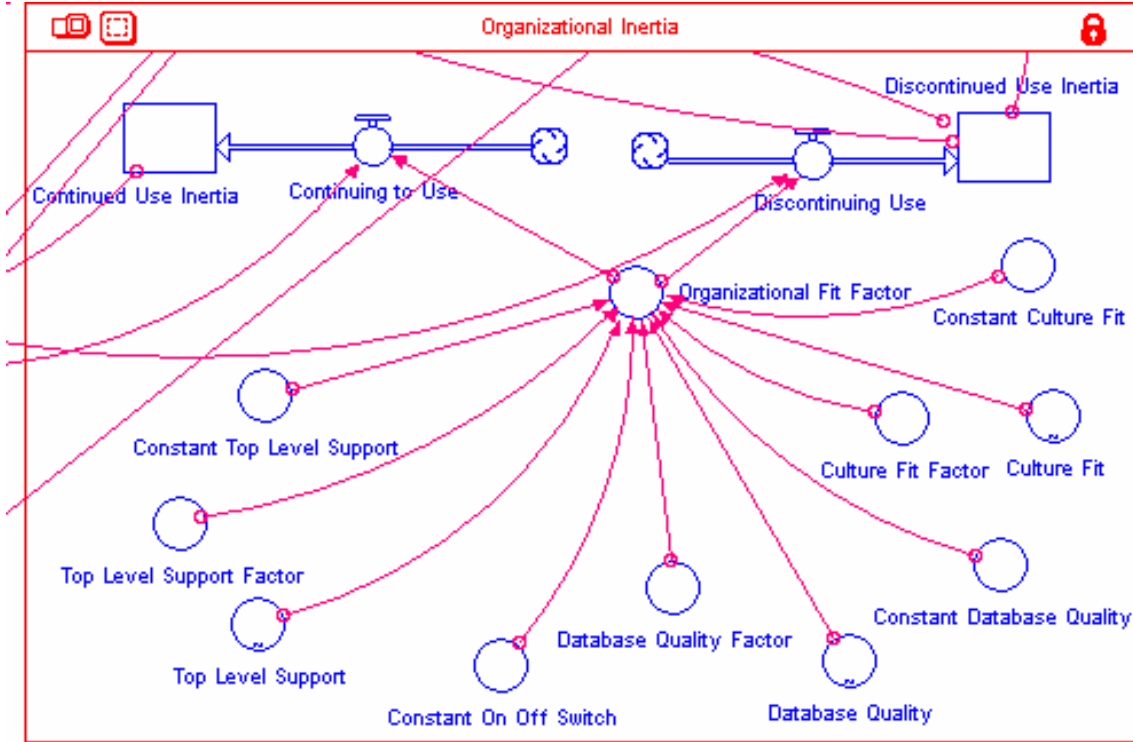 Organizational Inertia
Discontinued Use Inertia
Continued Use Inertia
Continuing to Use
Discontinuing Use
Organizational Fit Factor
Constant Culture Fit
Constant Top Level Support
Culture Fit Factor
Culture Fit
Top Level Support Factor
Constant Database Quality
Database Quality Factor
Top Level Support
Constant On Off Switch
Database Quality